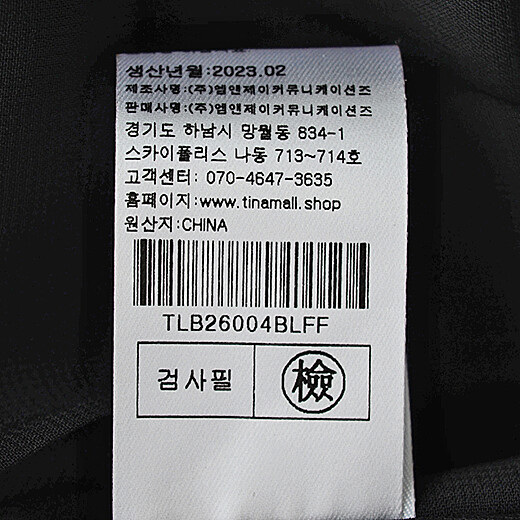 생산년월:2023.02
제조사명:(주)엠앤제이커뮤니케이션즈
판매사명:(주)엠앤제이커뮤니케이션즈
경기도 하남시 망월동 834-1
스카이폴리스 나동 713~714호
고객센터: 070-4647-3635
홈페이지:www.tinamall.shop
원산지:CHINA
TLB26004BLFF
검사필 檢